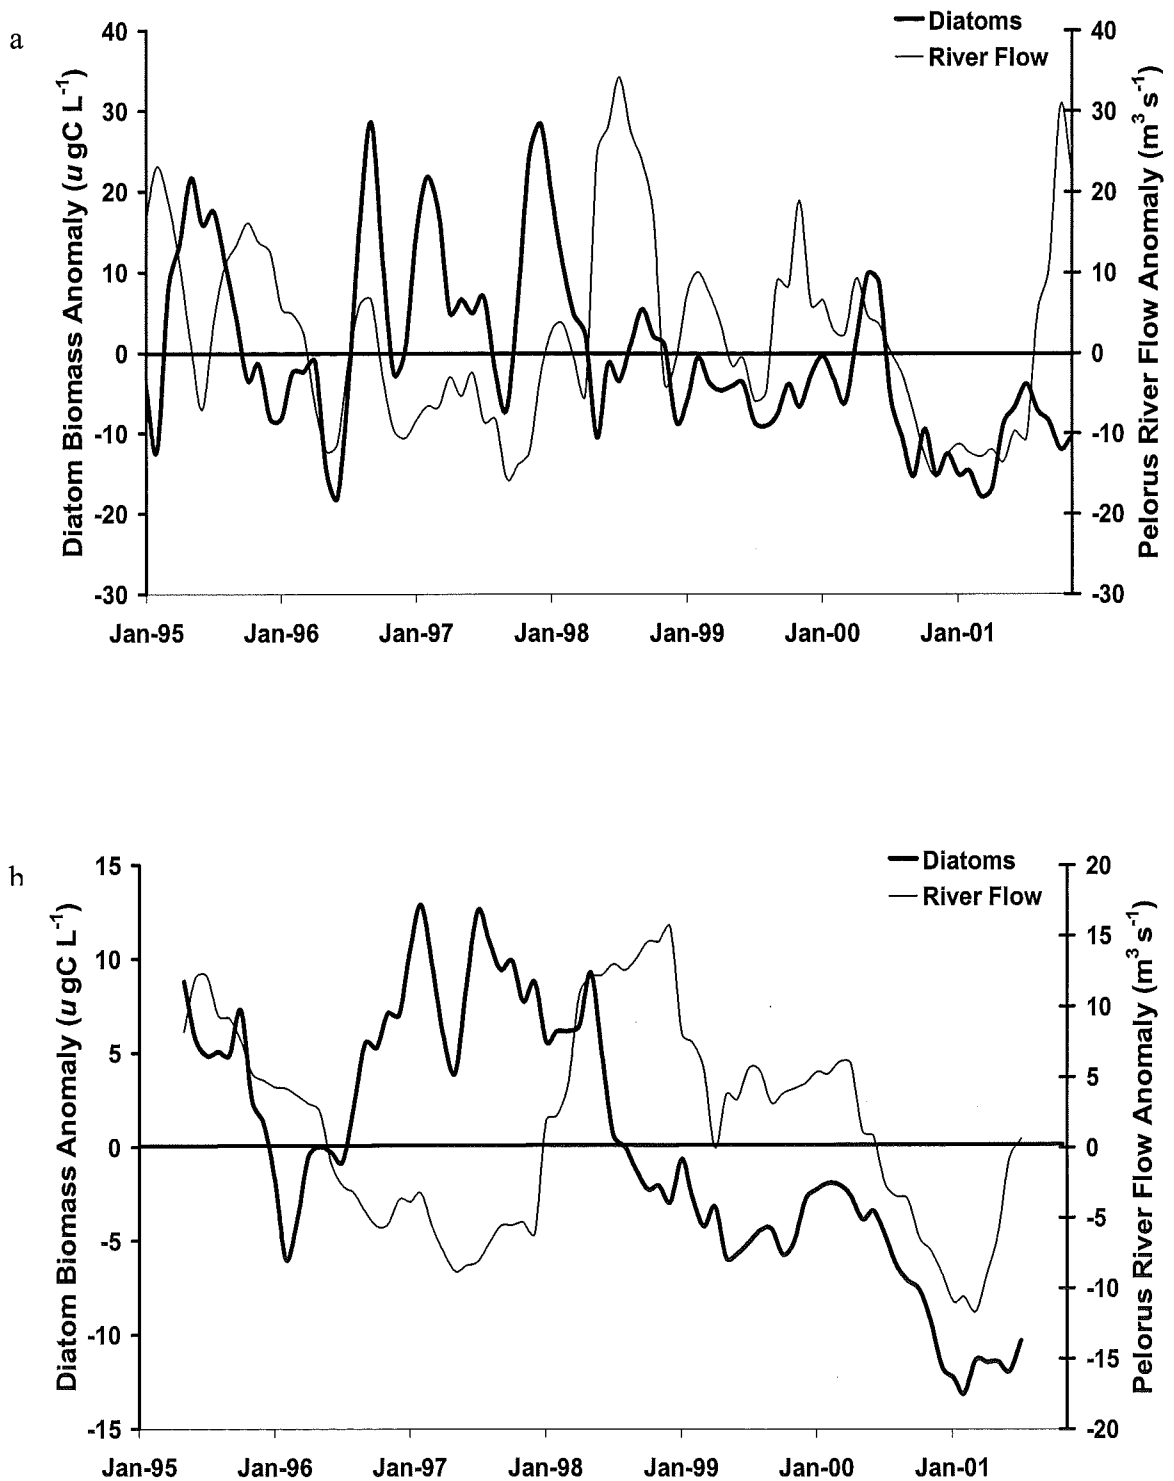 a
Diatoms
River Flow
Diatom Biomass Anomaly (u gC L-1)
40
30
20
10
0
-10
-20
-30
40
30
20
10
0
-10
-20
-30
Pelorus River Flow Anomaly (m3 s-1)
Jan-95 Jan-96 Jan-97 Jan-98 Jan-99 Jan-00 Jan-01
b
Diatoms
River Flow
Diatom Biomass Anomaly (u gC L-1)
15
10
5
0
-5
-10
-15
20
15
10
5
0
-5
-10
-15
-20
Pelorus River Flow Anomaly (m3 s-1)
Jan-95 Jan-96 Jan-97 Jan-98 Jan-99 Jan-00 Jan-01